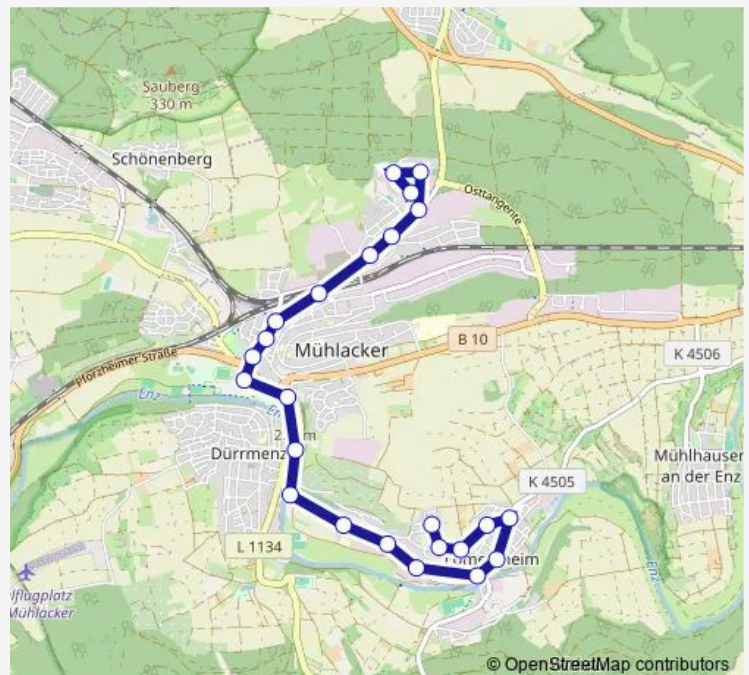 Sauberg
330 m
Schönenberg
Osttangente
Mühlacker
B 10
K 4506
Pforzheimer Straße
Enz
Dürrmenz
Mühlhausen
an der Enz
K 4505
L 1134
Enz
Mühlacker
© OpenStreetMap contributors